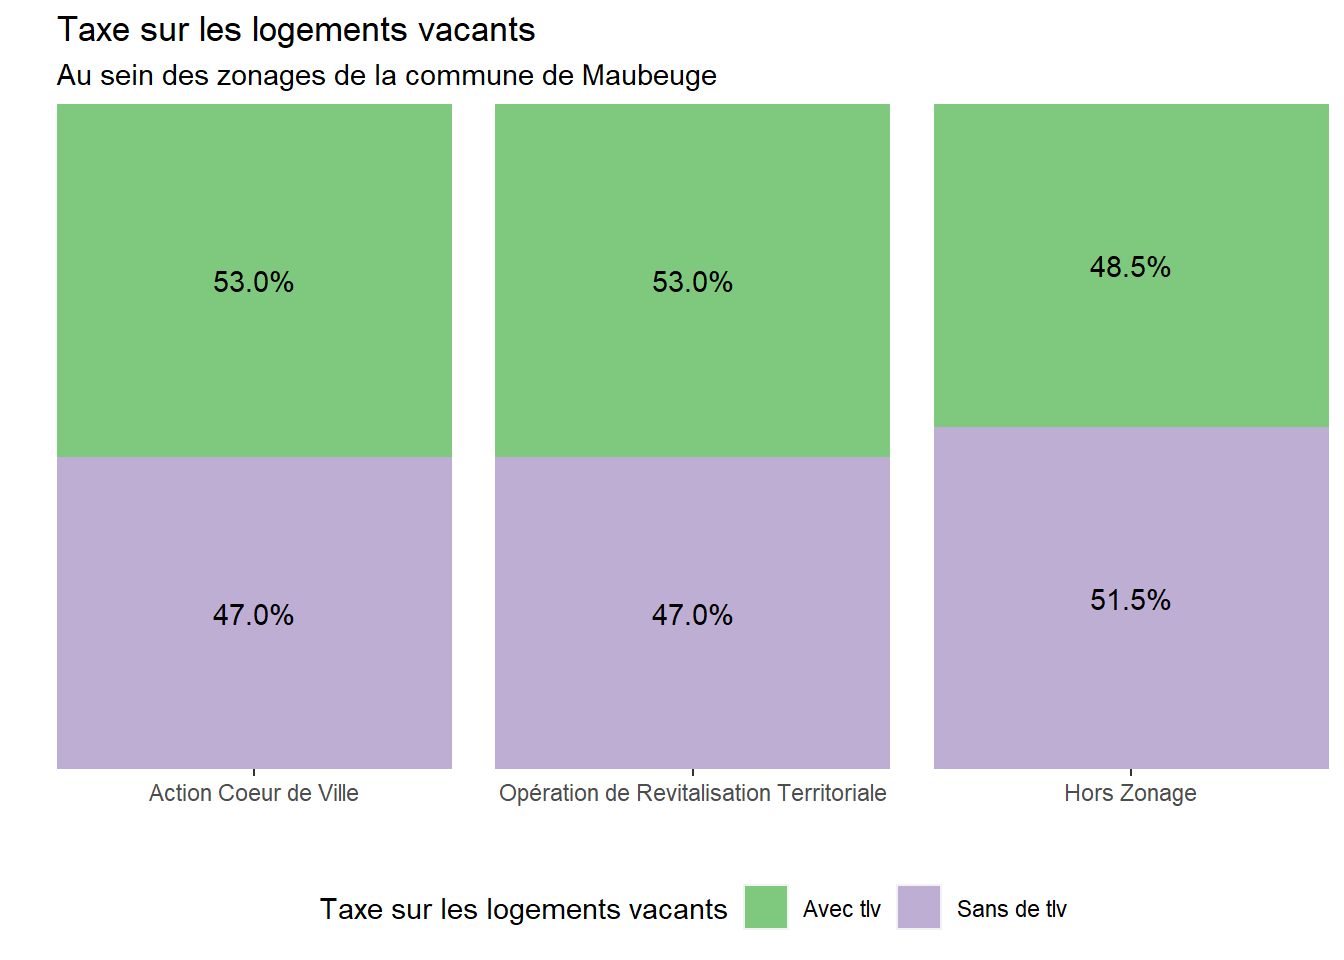 Taxe sur les logements vacants
Au sein des zonages de la commune de Maubeuge
53.0% 53.0% 48.5%
47.0% 47.0% 51.5%
Action Coeur de Ville Opération de Revitalisation Territoriale Hors Zonage
Taxe sur les logements vacants Avec tlv Sans de tlv